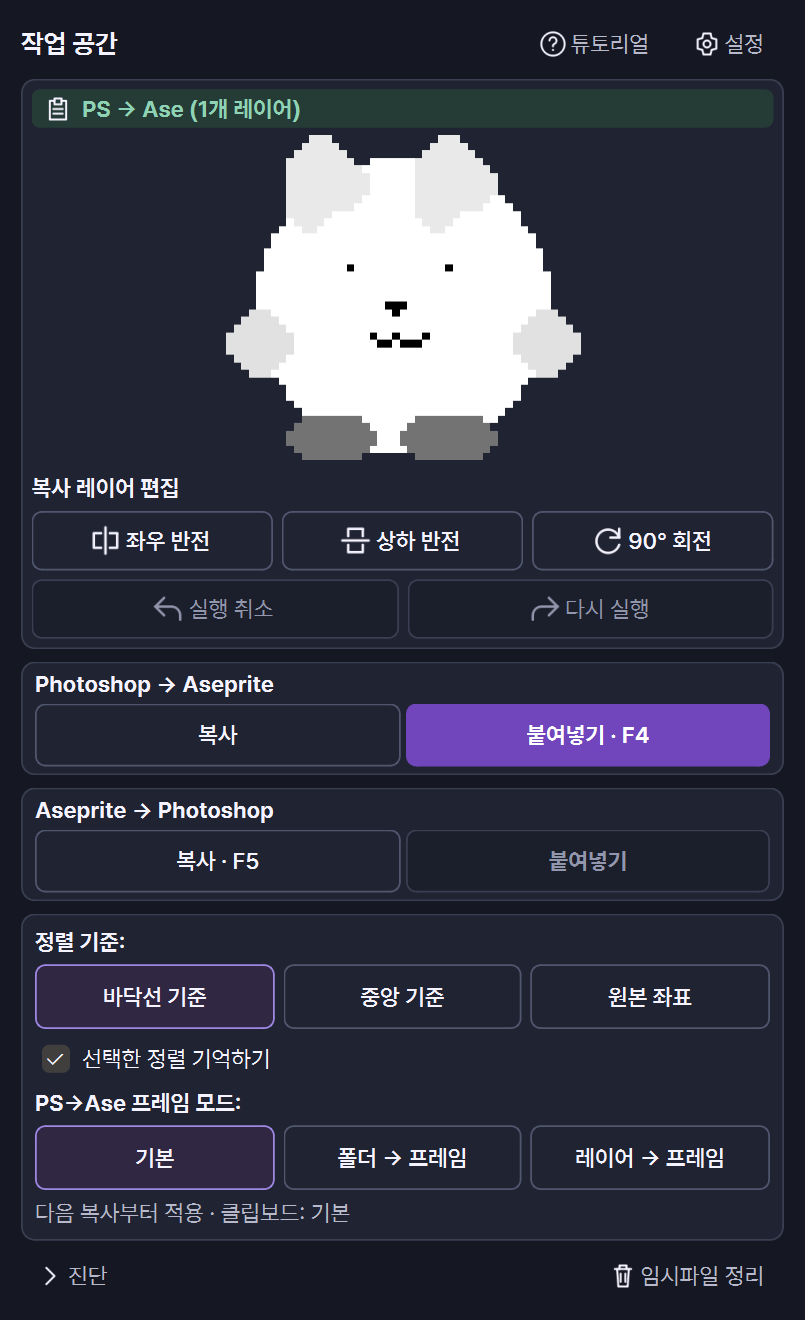 작업 공간
튜토리얼
설정
PS → Ase (1개 레이어)
복사 레이어 편집
좌우 반전
상하 반전
90° 회전
실행 취소
다시 실행
Photoshop → Aseprite
복사
붙여넣기 · F4
Aseprite → Photoshop
복사 · F5
붙여넣기
정렬 기준:
바닥선 기준
중앙 기준
원본 좌표
선택한 정렬 기억하기
PS→Ase 프레임 모드:
기본
폴더 → 프레임
레이어 → 프레임
다음 복사부터 적용 · 클립보드: 기본
진단
임시파일 정리